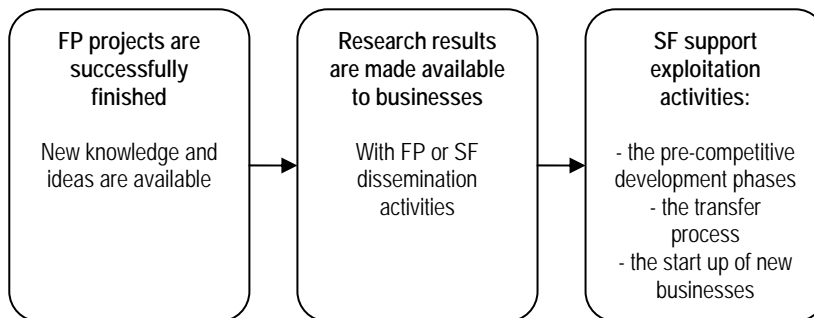 FP projects are
successfully
finished
New knowledge and
ideas are available
Research results
are made available
to businesses
With FP or SF
dissemination
activities
SF support
exploitation
activities:
- the pre-competitive
development phases
- the transfer
process
- the start up of new
businesses